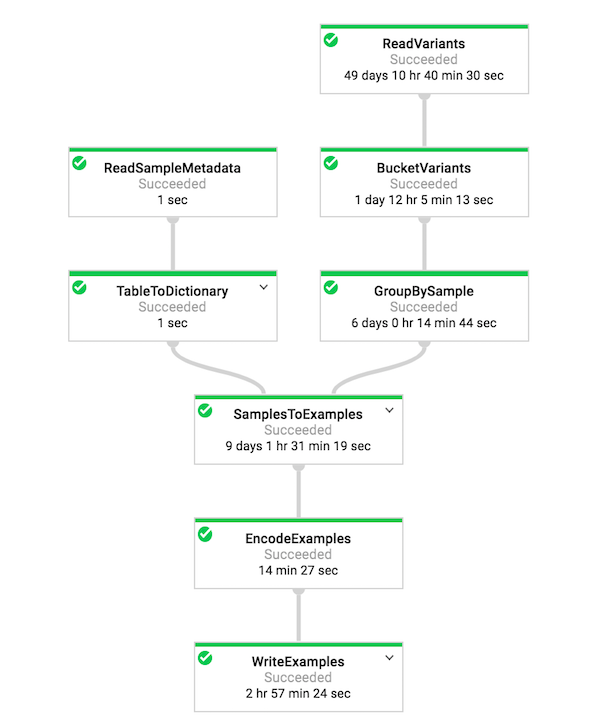 ReadVariants
Succeeded
49 days 10 hr 40 min 30 sec
ReadSampleMetadata
Succeeded
1 sec
BucketVariants
Succeeded
1 day 12 hr 5 min 13 sec
TableToDictionary
Succeeded
1 sec
GroupBySample
Succeeded
6 days 0 hr 14 min 44 sec
SamplesToExamples
Succeeded
9 days 1 hr 31 min 19 sec
EncodeExamples
Succeeded
14 min 27 sec
WriteExamples
Succeeded
2 hr 57 min 24 sec